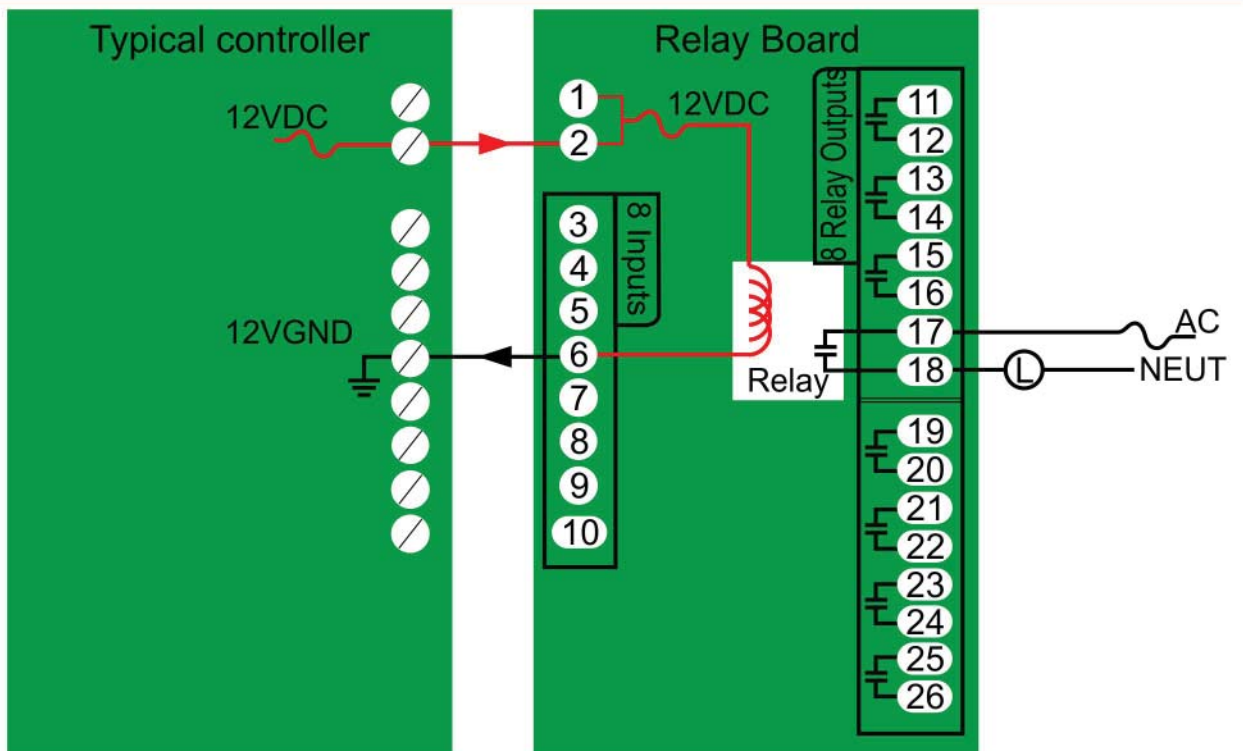 Typical controller
Relay Board
12VDC
12VGND
1
2
12VDC
8 Inputs
3
4
5
6
7
8
9
10
Relay
8 Relay Outputs
11
12
13
14
15
16
17
18
19
20
21
22
23
24
25
26
AC
L
NEUT